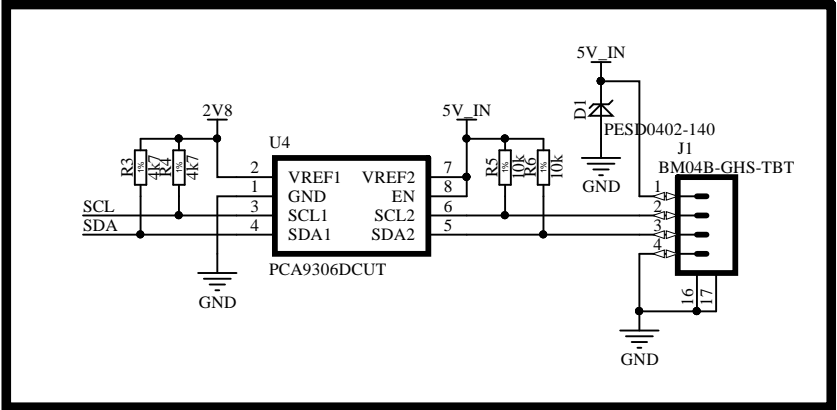 5V_IN
D1
PESD0402-140
GND
2V8
R3
1%
4k7
R4
1%
4k7
U4
5V_IN
R5
1%
10k
R6
1%
10k
J1
BM04B-GHS-TBT
2 VREF1 VREF2 7
1 GND EN 8
SCL 3 SCL1 SCL2 6
SDA 4 SDA1 SDA2 5
PCA9306DCUT
GND
1
2
3
4
16
17
GND